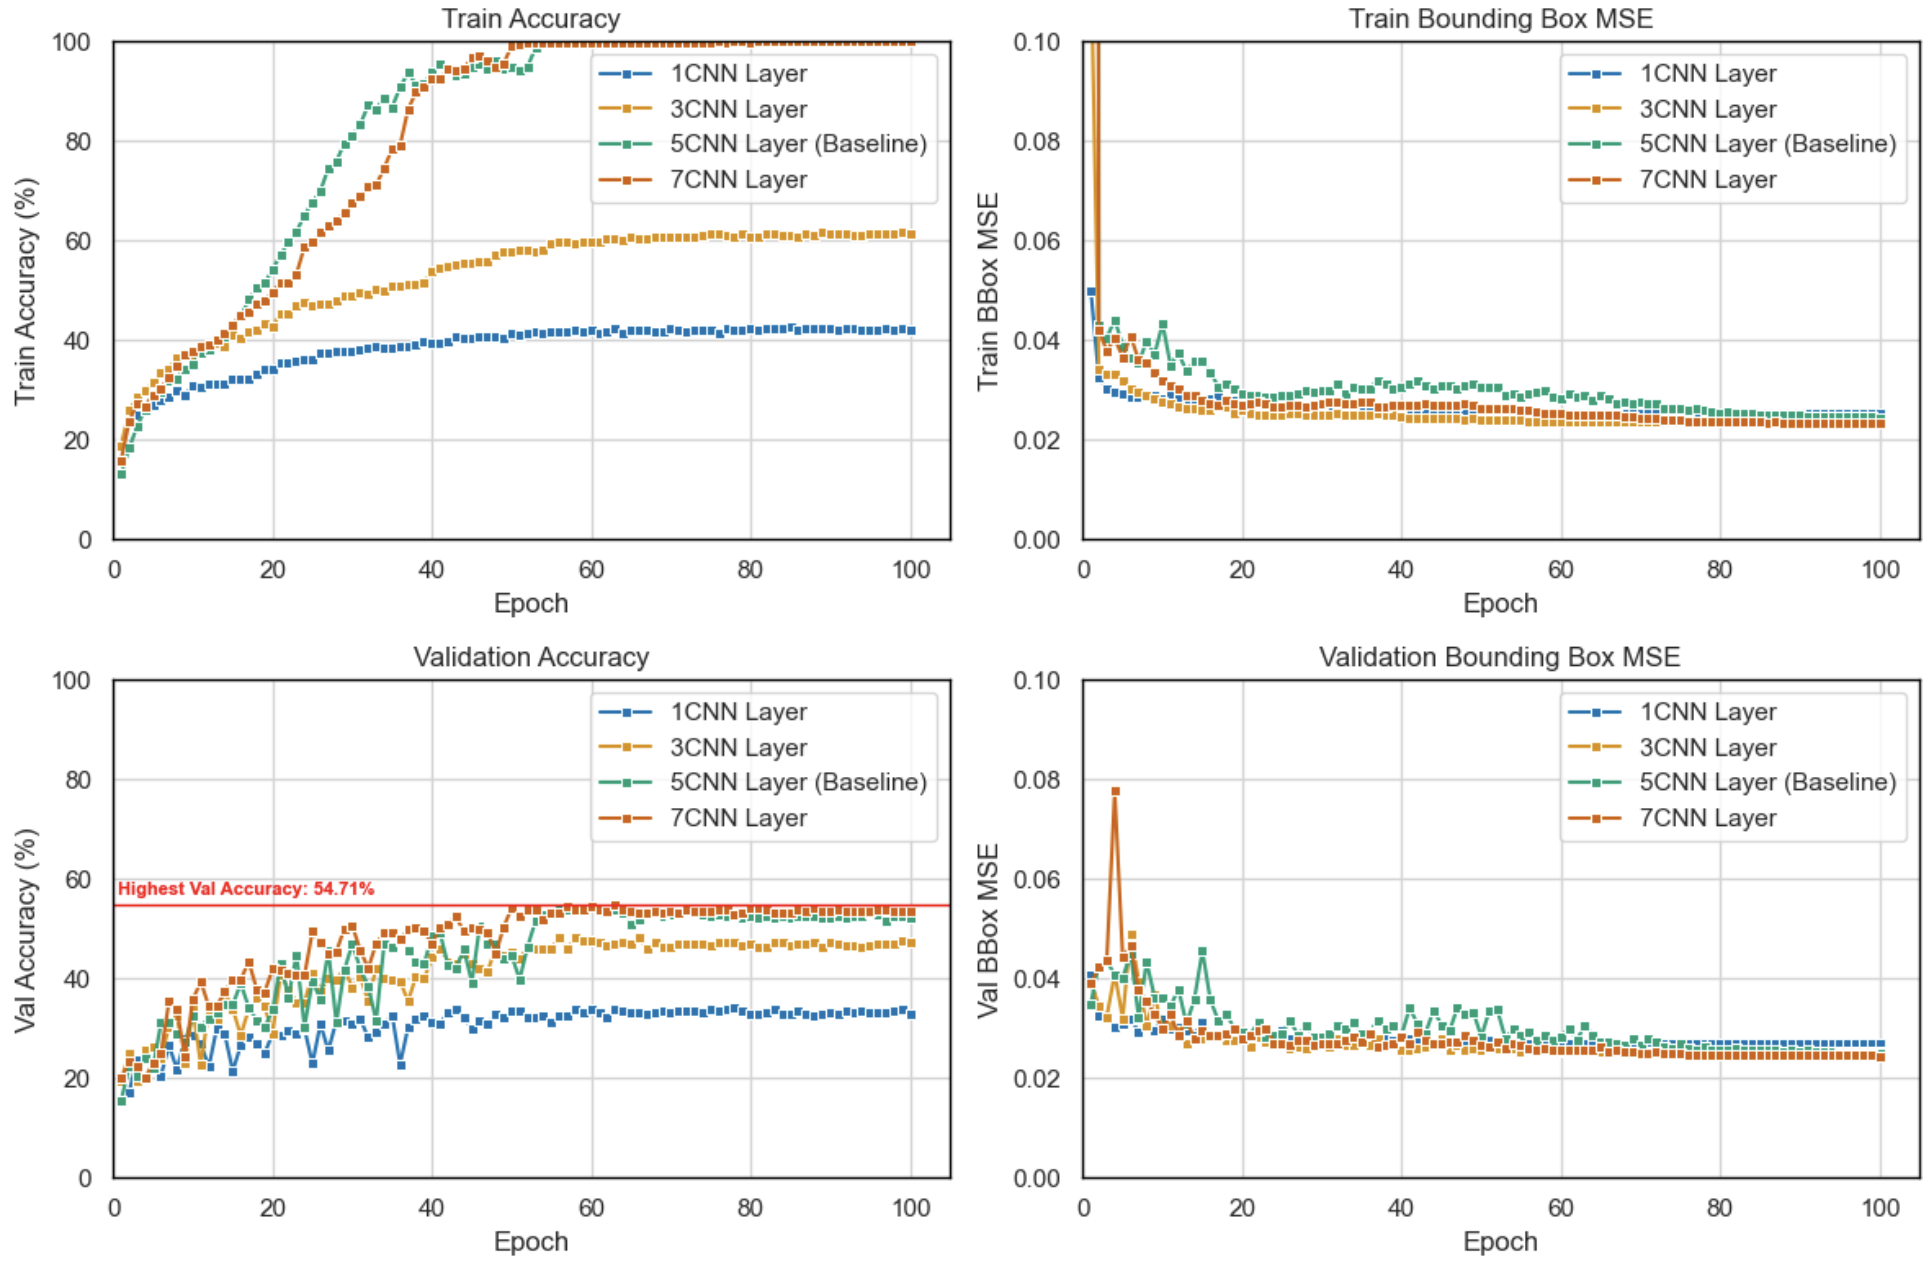 Train Accuracy
Train Accuracy (%)
100
80
60
40
20
0
1CNN Layer
3CNN Layer
5CNN Layer (Baseline)
7CNN Layer
0 20 40 60 80 100
Epoch
Train Bounding Box MSE
Train BBox MSE
0.10
0.08
0.06
0.04
0.02
0.00
1CNN Layer
3CNN Layer
5CNN Layer (Baseline)
7CNN Layer
0 20 40 60 80 100
Epoch
Validation Accuracy
Val Accuracy (%)
100
80
60
40
20
0
1CNN Layer
3CNN Layer
5CNN Layer (Baseline)
7CNN Layer
Highest Val Accuracy: 54.71%
0 20 40 60 80 100
Epoch
Validation Bounding Box MSE
Val BBox MSE
0.10
0.08
0.06
0.04
0.02
0.00
1CNN Layer
3CNN Layer
5CNN Layer (Baseline)
7CNN Layer
0 20 40 60 80 100
Epoch